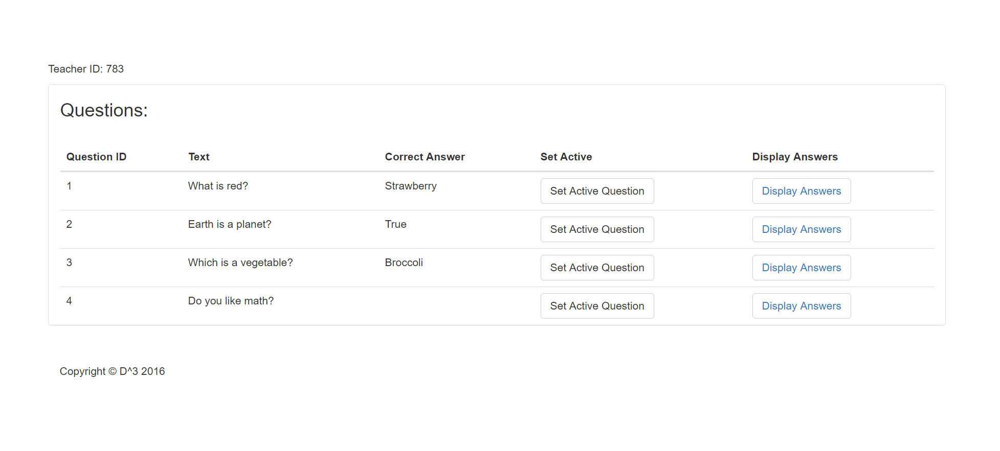 Teacher ID: 783
Questions:
Question ID Text Correct Answer Set Active Display Answers
1 What is red? Strawberry Set Active Question Display Answers
2 Earth is a planet? True Set Active Question Display Answers
3 Which is a vegetable? Broccoli Set Active Question Display Answers
4 Do you like math? Set Active Question Display Answers
Copyright © D^3 2016